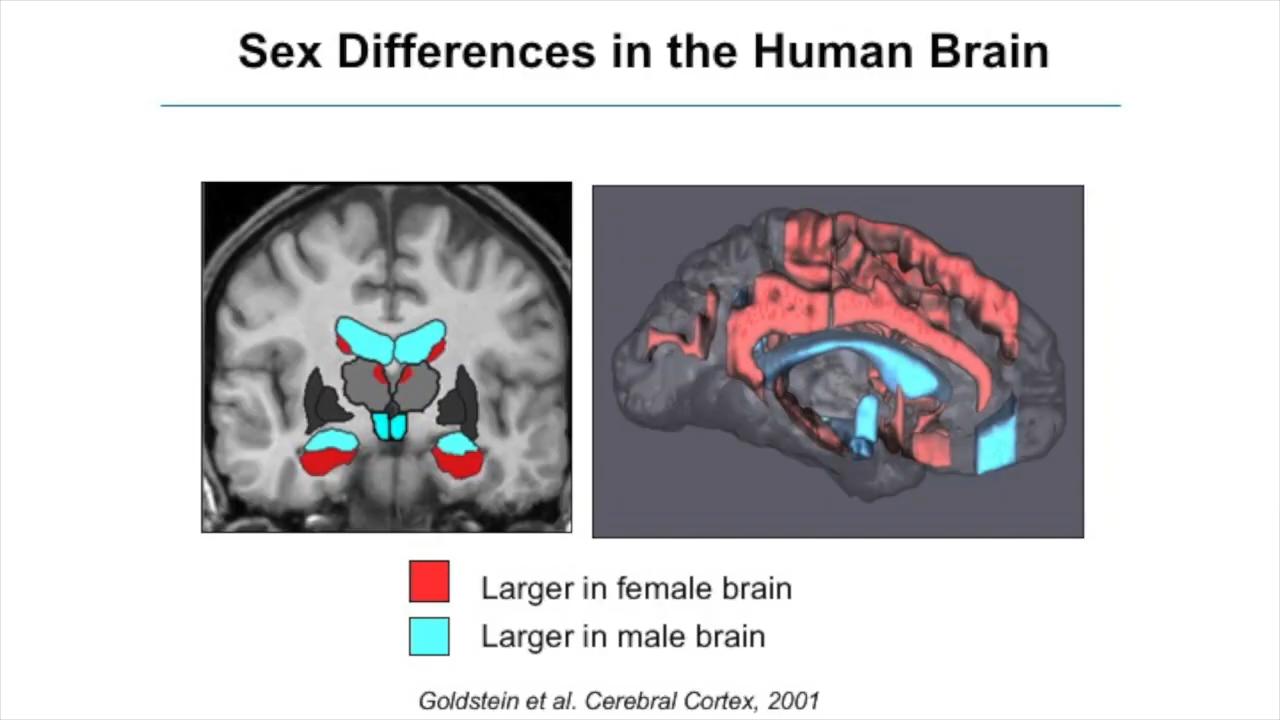 Sex Differences in the Human Brain
Larger in female brain
Larger in male brain
Goldstein et al. Cerebral Cortex, 2001